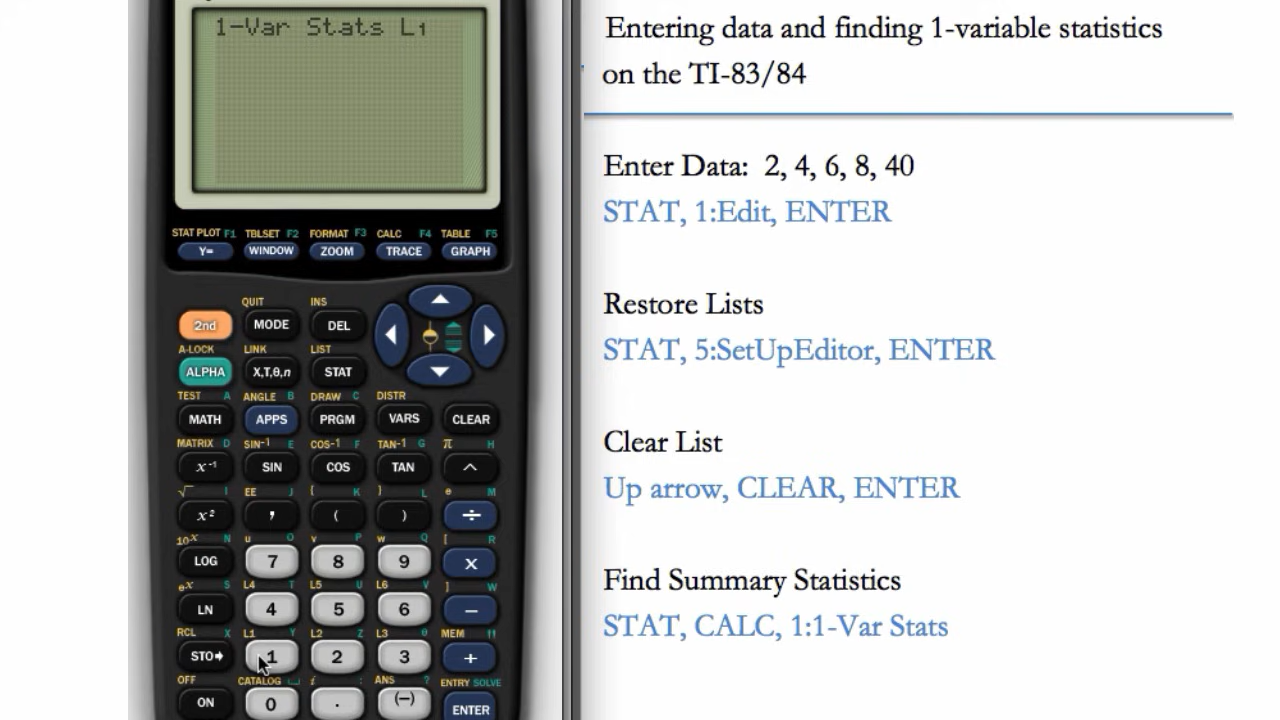 1-Var Stats L1
STAT PLOT F1 TBLSET F2 FORMAT F3 CALC F4 TABLE F5
Y= WINDOW ZOOM TRACE GRAPH
QUIT INS
2nd MODE DEL
A-LOCK LINK LIST
ALPHA X,T,θ,n STAT
TEST A ANGLE B DRAW C DISTR
MATH APPS PRGM VARS CLEAR
MATRIX D SIN⁻¹ E COS⁻¹ F TAN⁻¹ G π H
x⁻¹ SIN COS TAN ^
√ I EE J { K } L e M
x² , ( ) ÷
10ˣ N u O v P w Q [ R
LOG 7 8 9 x
eˣ S L4 T L5 U L6 V ] W
LN 4 5 6 −
RCL X L1 Y L2 Z L3 θ MEM "
STO➔ 1 2 3 +
OFF CATALOG i : ANS ? ENTRY SOLVE
ON 0 . (−) ENTER
Entering data and finding 1-variable statistics
on the TI-83/84
Enter Data: 2, 4, 6, 8, 40
STAT, 1:Edit, ENTER
Restore Lists
STAT, 5:SetUpEditor, ENTER
Clear List
Up arrow, CLEAR, ENTER
Find Summary Statistics
STAT, CALC, 1:1-Var Stats